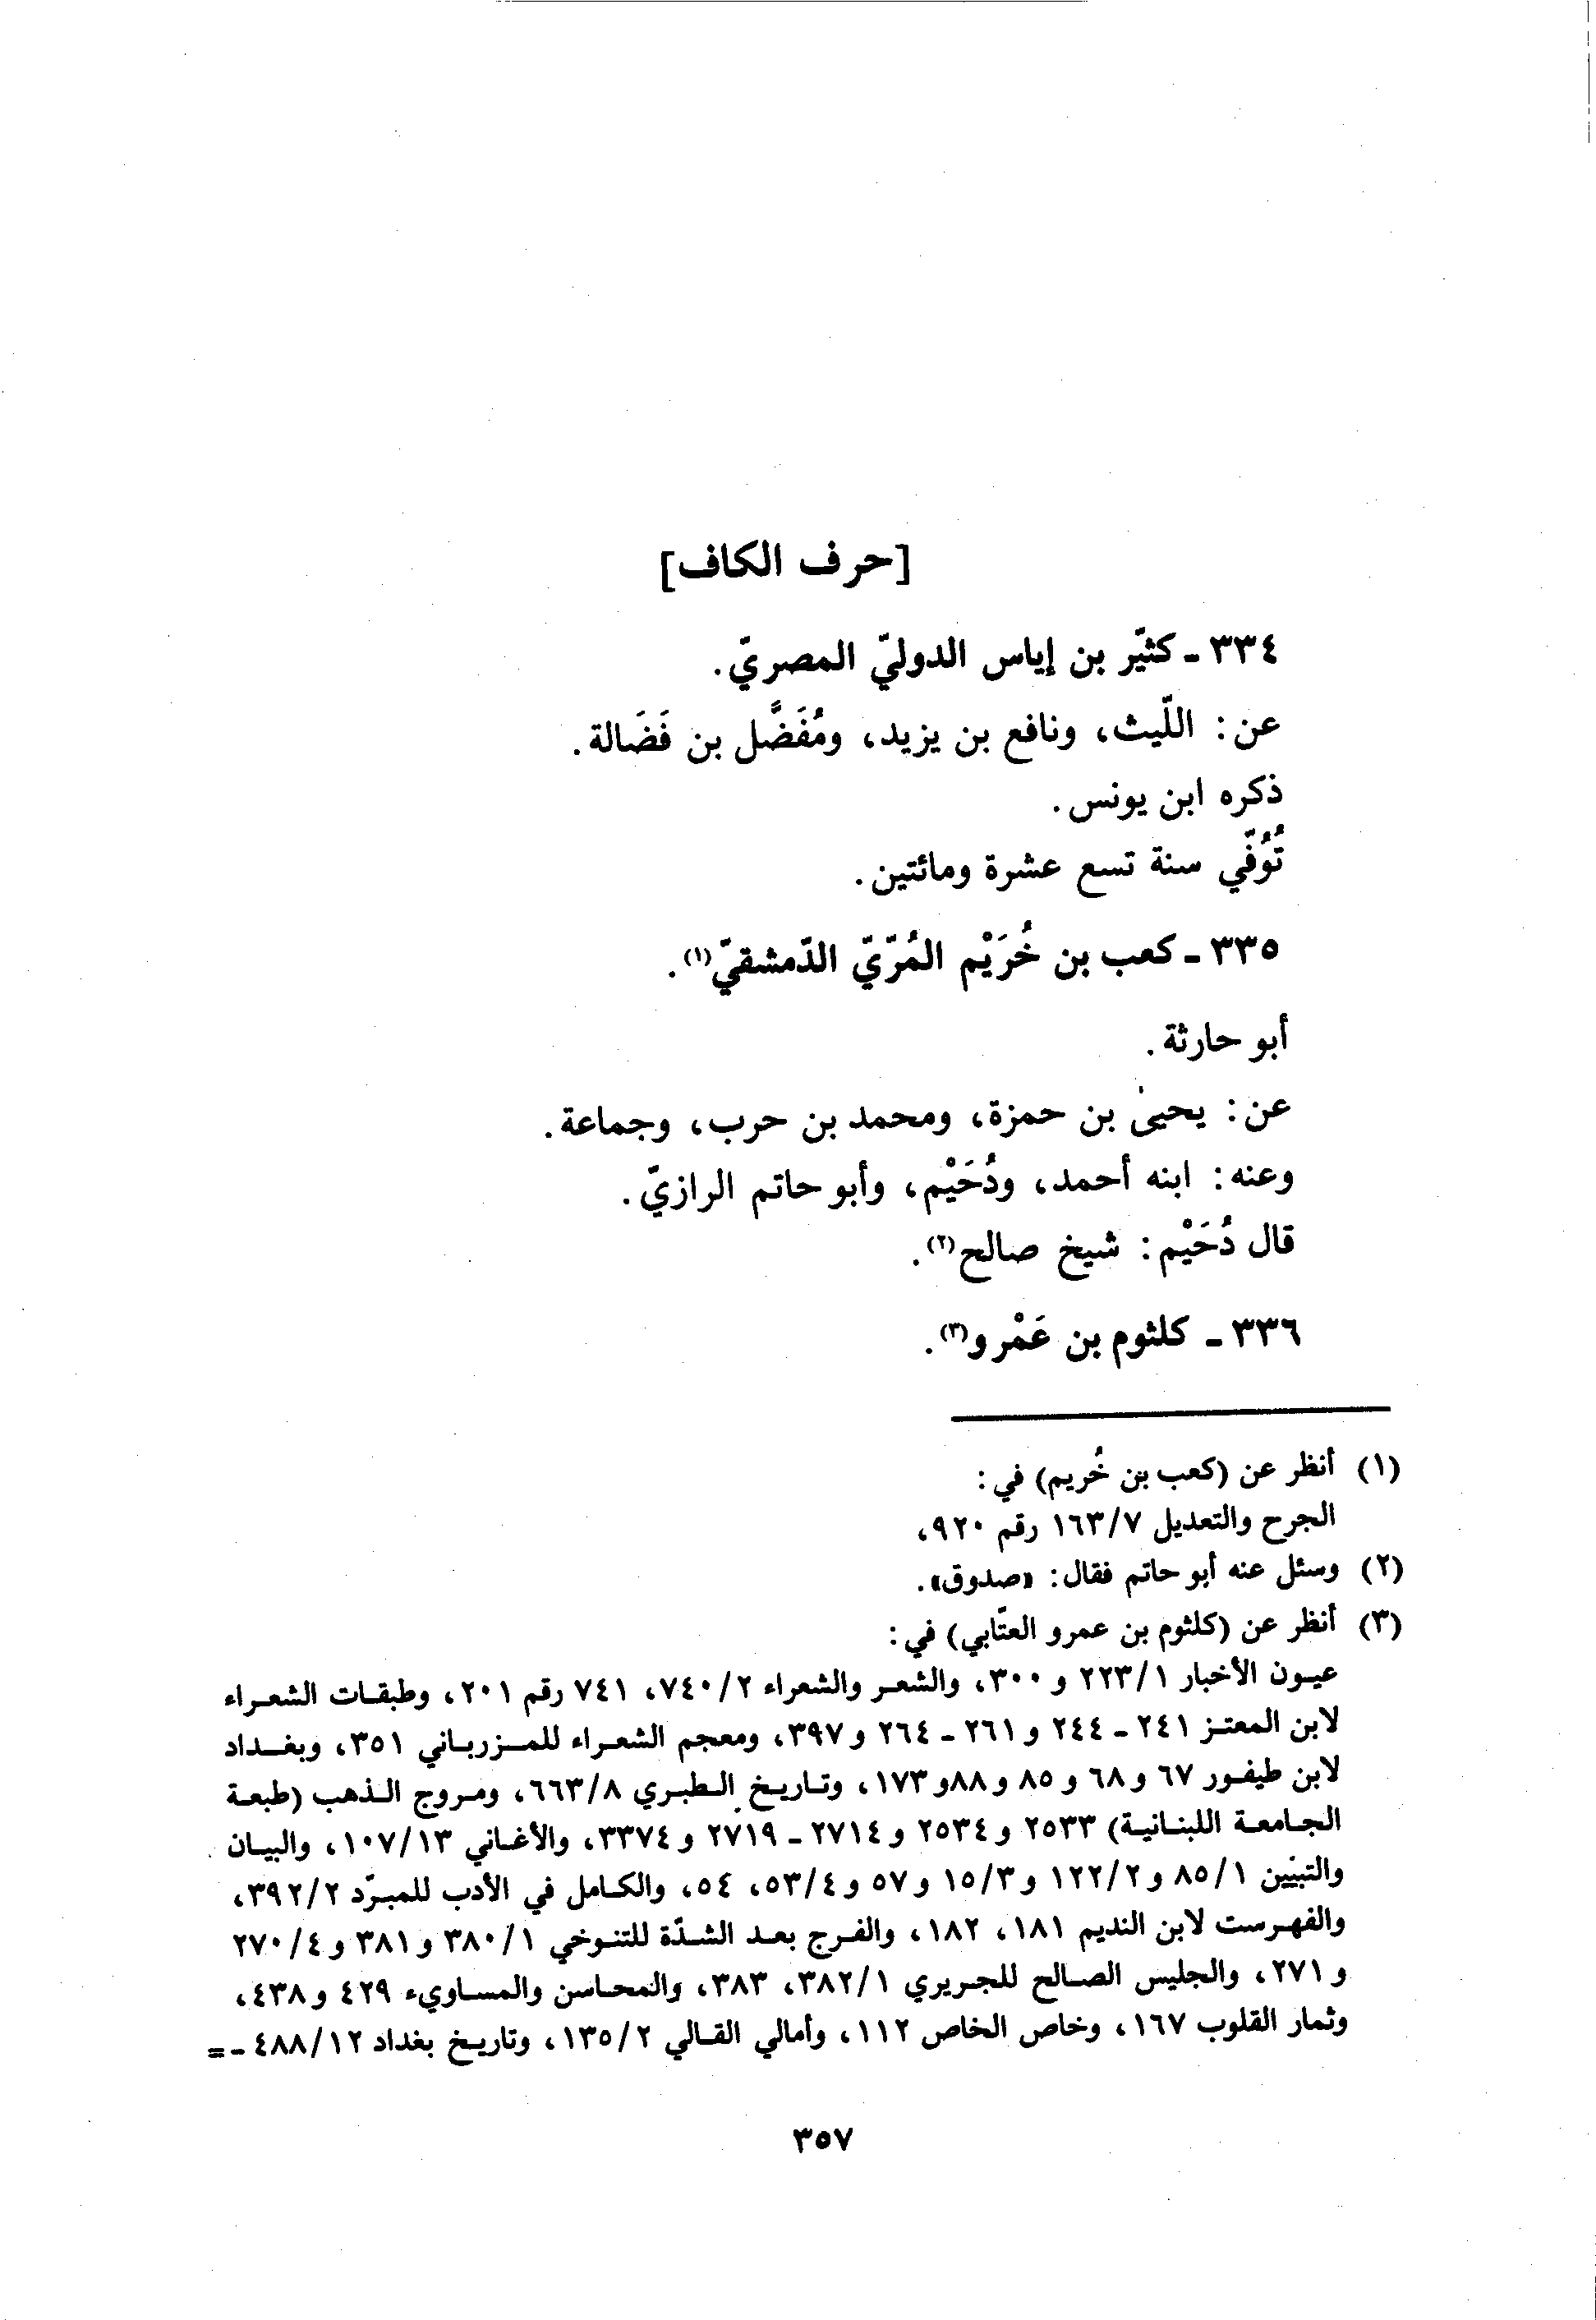 [حرف الكاف]
٣٣٤ ـ كثيّر بن إياس الدوليّ المصريّ.
عن: اللّيث، ونافع بن يزيد، ومُفَضَّل بن فَضَالة.
ذكره ابن يونس.
تُوُفّي سنة تسع عشرة ومائتين.
٣٣٥ ـ كعب بن خُرَيْم المُرّيّ الدّمشقيّ(١).
أبو حارثة.
عن: يحيىٰ بن حمزة، ومحمد بن حرب، وجماعة.
وعنه: ابنه أحمد، ودُحَيْم، وأبو حاتم الرازيّ.
قال دُحَيْم: شيخ صالح(٢).
٣٣٦ ـ كلثوم بن عَمْرو(٣).
(١) أنظر عن (كعب بن خُريم) في:
الجرح والتعديل ١٦٣/٧ رقم ٩٢٠،
(٢) وسئل عنه أبو حاتم فقال: «صدوق».
(٣) أنظر عن (كلثوم بن عمرو العتّابي) في:
عيون الأخبار ٢٢٣/١ و ٣٠٠، والشعر والشعراء ٧٤٠/٢، ٧٤١ رقم ٢٠١، وطبقات الشعراء
لابن المعتز ٢٤١ ـ ٢٤٤ و ٢٦١ ـ ٢٦٤ و ٣٩٧، ومعجم الشعراء للمزرباني ٣٥١، وبغداد
لابن طيفور ٦٧ و ٦٨ و ٨٥ و ٨٨ و ١٧٣، وتاريخ الطبري ٦٦٣/٨، ومروج الذهب (طبعة
الجامعة اللبنانية) ٢٥٣٣ و ٢٥٣٤ و ٢٧١٤ ـ ٢٧١٩ و ٣٣٧٤، والأغاني ١٠٧/١٣، والبيان
والتبيّين ٨٥/١ و ١٢٢/٢ و ١٥/٣ و ٥٧ و ٥٣/٤، ٥٤، والكامل في الأدب للمبرّد ٣٩٢/٢،
والفهرست لابن النديم ١٨١، ١٨٢، والفرج بعد الشدّة للتنوخي ٣٨٠/١ و ٣٨١ و ٢٧٠/٤
و ٢٧١، والجليس الصالح للجريري ٣٨٢/١، ٣٨٣، والمحاسن والمساويء ٤٢٩ و ٤٣٨،
وثمار القلوب ١٦٧، وخاص الخاص ١١٢، وأمالي القالي ١٣٥/٢، وتاريخ بغداد ٤٨٨/١٢ ـ =
٣٥٧